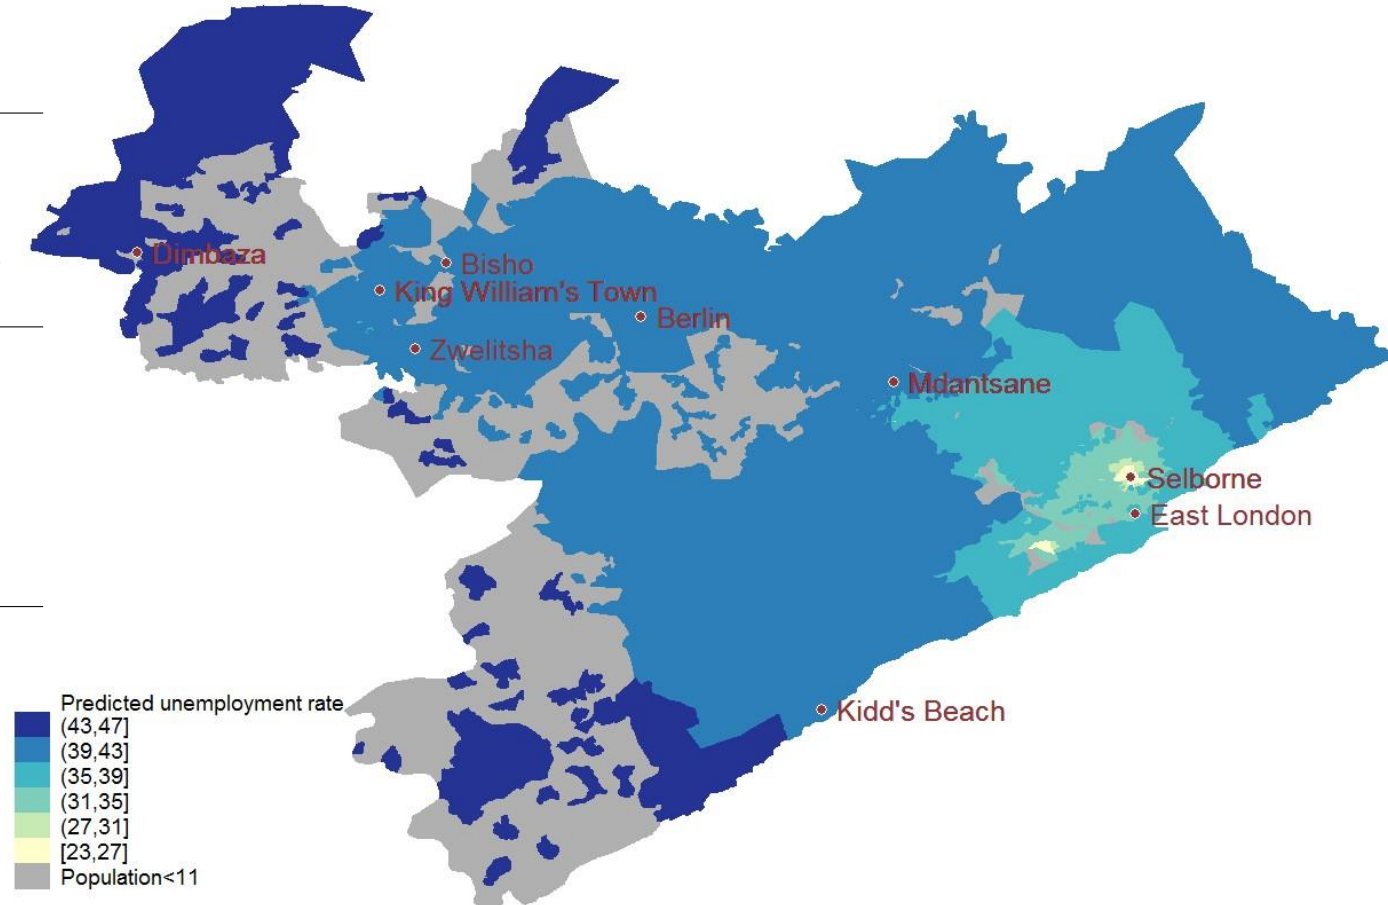 Dimbaza
Bisho
King William's Town
Berlin
Zwelitsha
Mdantsane
Selborne
East London
Kidd's Beach
Predicted unemployment rate
(43,47]
(39,43]
(35,39]
(31,35]
(27,31]
[23,27]
Population<11